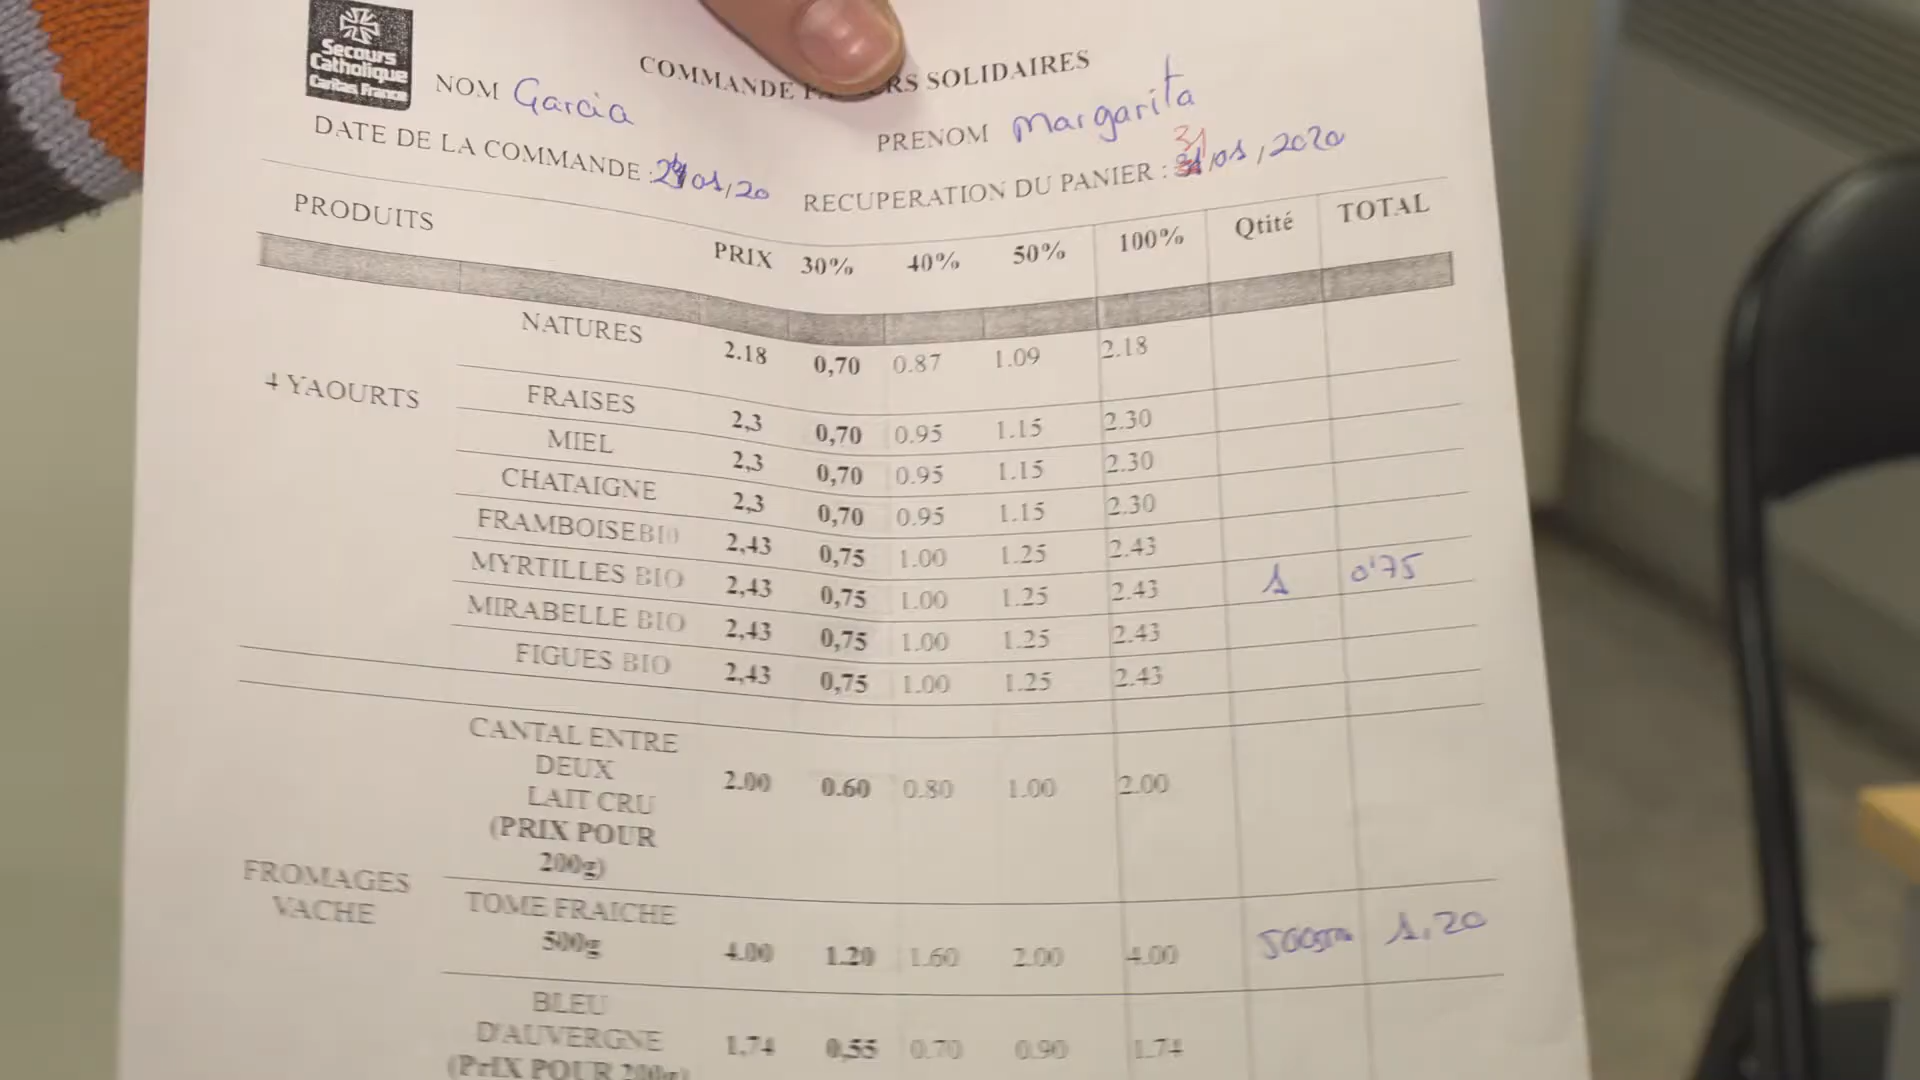 Secours
Catholique
Caritas France
COMMANDE RS SOLIDAIRES
NOM Garcia PRENOM Margarita
DATE DE LA COMMANDE : 01/20 RECUPERATION DU PANIER : 31/01/2020
PRODUITS PRIX 30% 40% 50% 100% Qtité TOTAL
4 YAOURTS
NATURES 2.18 0,70 0.87 1.09 2.18
FRAISES 2,3 0,70 0.95 1.15 2.30
MIEL 2,3 0,70 0.95 1.15 2.30
CHATAIGNE 2,3 0,70 0.95 1.15 2.30
FRAMBOISE BIO 2,43 0,75 1.00 1.25 2.43
MYRTILLES BIO 2,43 0,75 1.00 1.25 2.43 1 0'75
MIRABELLE BIO 2,43 0,75 1.00 1.25 2.43
FIGUES BIO 2,43 0,75 1.00 1.25 2.43
FROMAGES
VACHE
CANTAL ENTRE
DEUX
LAIT CRU
(PRIX POUR
200g) 2.00 0.60 0.80 1.00 2.00
TOME FRAICHE
500g 4.00 1.20 1.60 2.00 4.00 1,20
BLEU
D'AUVERGNE
(PrIX POUR 200g) 1,74 0,55 0.70 0.90 1.74